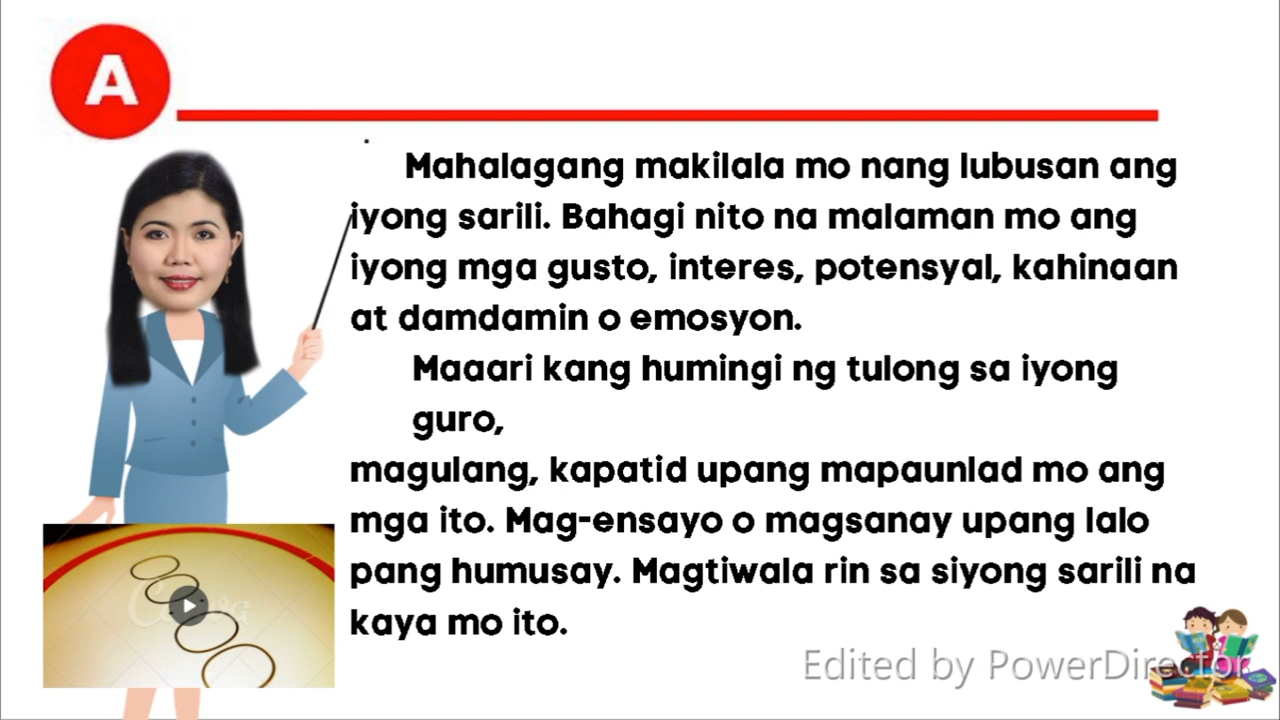 A
Mahalagang makilala mo nang lubusan ang
iyong sarili. Bahagi nito na malaman mo ang
iyong mga gusto, interes, potensyal, kahinaan
at damdamin o emosyon.
Maaari kang humingi ng tulong sa iyong
guro,
magulang, kapatid upang mapaunlad mo ang
mga ito. Mag-ensayo o magsanay upang lalo
pang humusay. Magtiwala rin sa siyong sarili na
kaya mo ito.
Edited by PowerDirector